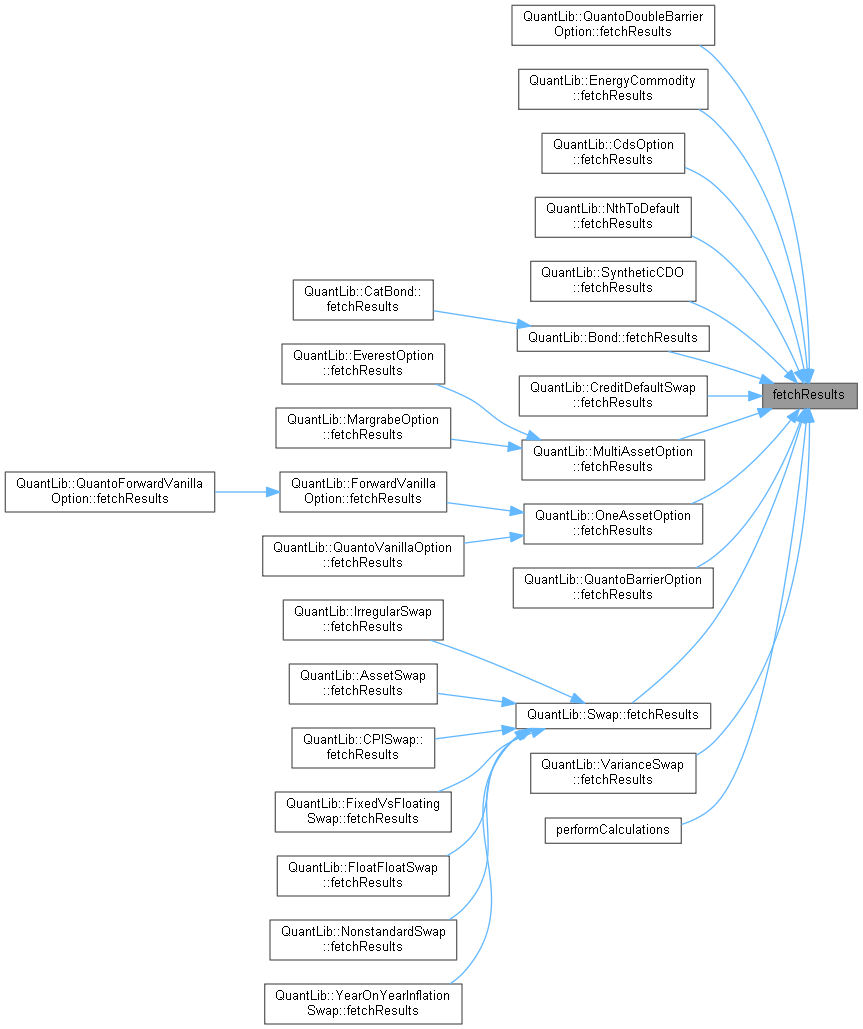 QuantLib::QuantoDoubleBarrier
Option::fetchResults
QuantLib::EnergyCommodity
::fetchResults
QuantLib::CdsOption
::fetchResults
QuantLib::NthToDefault
::fetchResults
QuantLib::SyntheticCDO
::fetchResults
QuantLib::CatBond::
fetchResults
QuantLib::Bond::fetchResults
QuantLib::EverestOption
::fetchResults
QuantLib::CreditDefaultSwap
::fetchResults
fetchResults
QuantLib::MargrabeOption
::fetchResults
QuantLib::MultiAssetOption
::fetchResults
QuantLib::QuantoForwardVanilla
Option::fetchResults
QuantLib::ForwardVanilla
Option::fetchResults
QuantLib::OneAssetOption
::fetchResults
QuantLib::QuantoVanillaOption
::fetchResults
QuantLib::QuantoBarrierOption
::fetchResults
QuantLib::IrregularSwap
::fetchResults
QuantLib::AssetSwap
::fetchResults
QuantLib::Swap::fetchResults
QuantLib::CPISwap::
fetchResults
QuantLib::VarianceSwap
::fetchResults
QuantLib::FixedVsFloating
Swap::fetchResults
performCalculations
QuantLib::FloatFloatSwap
::fetchResults
QuantLib::NonstandardSwap
::fetchResults
QuantLib::YearOnYearInflation
Swap::fetchResults